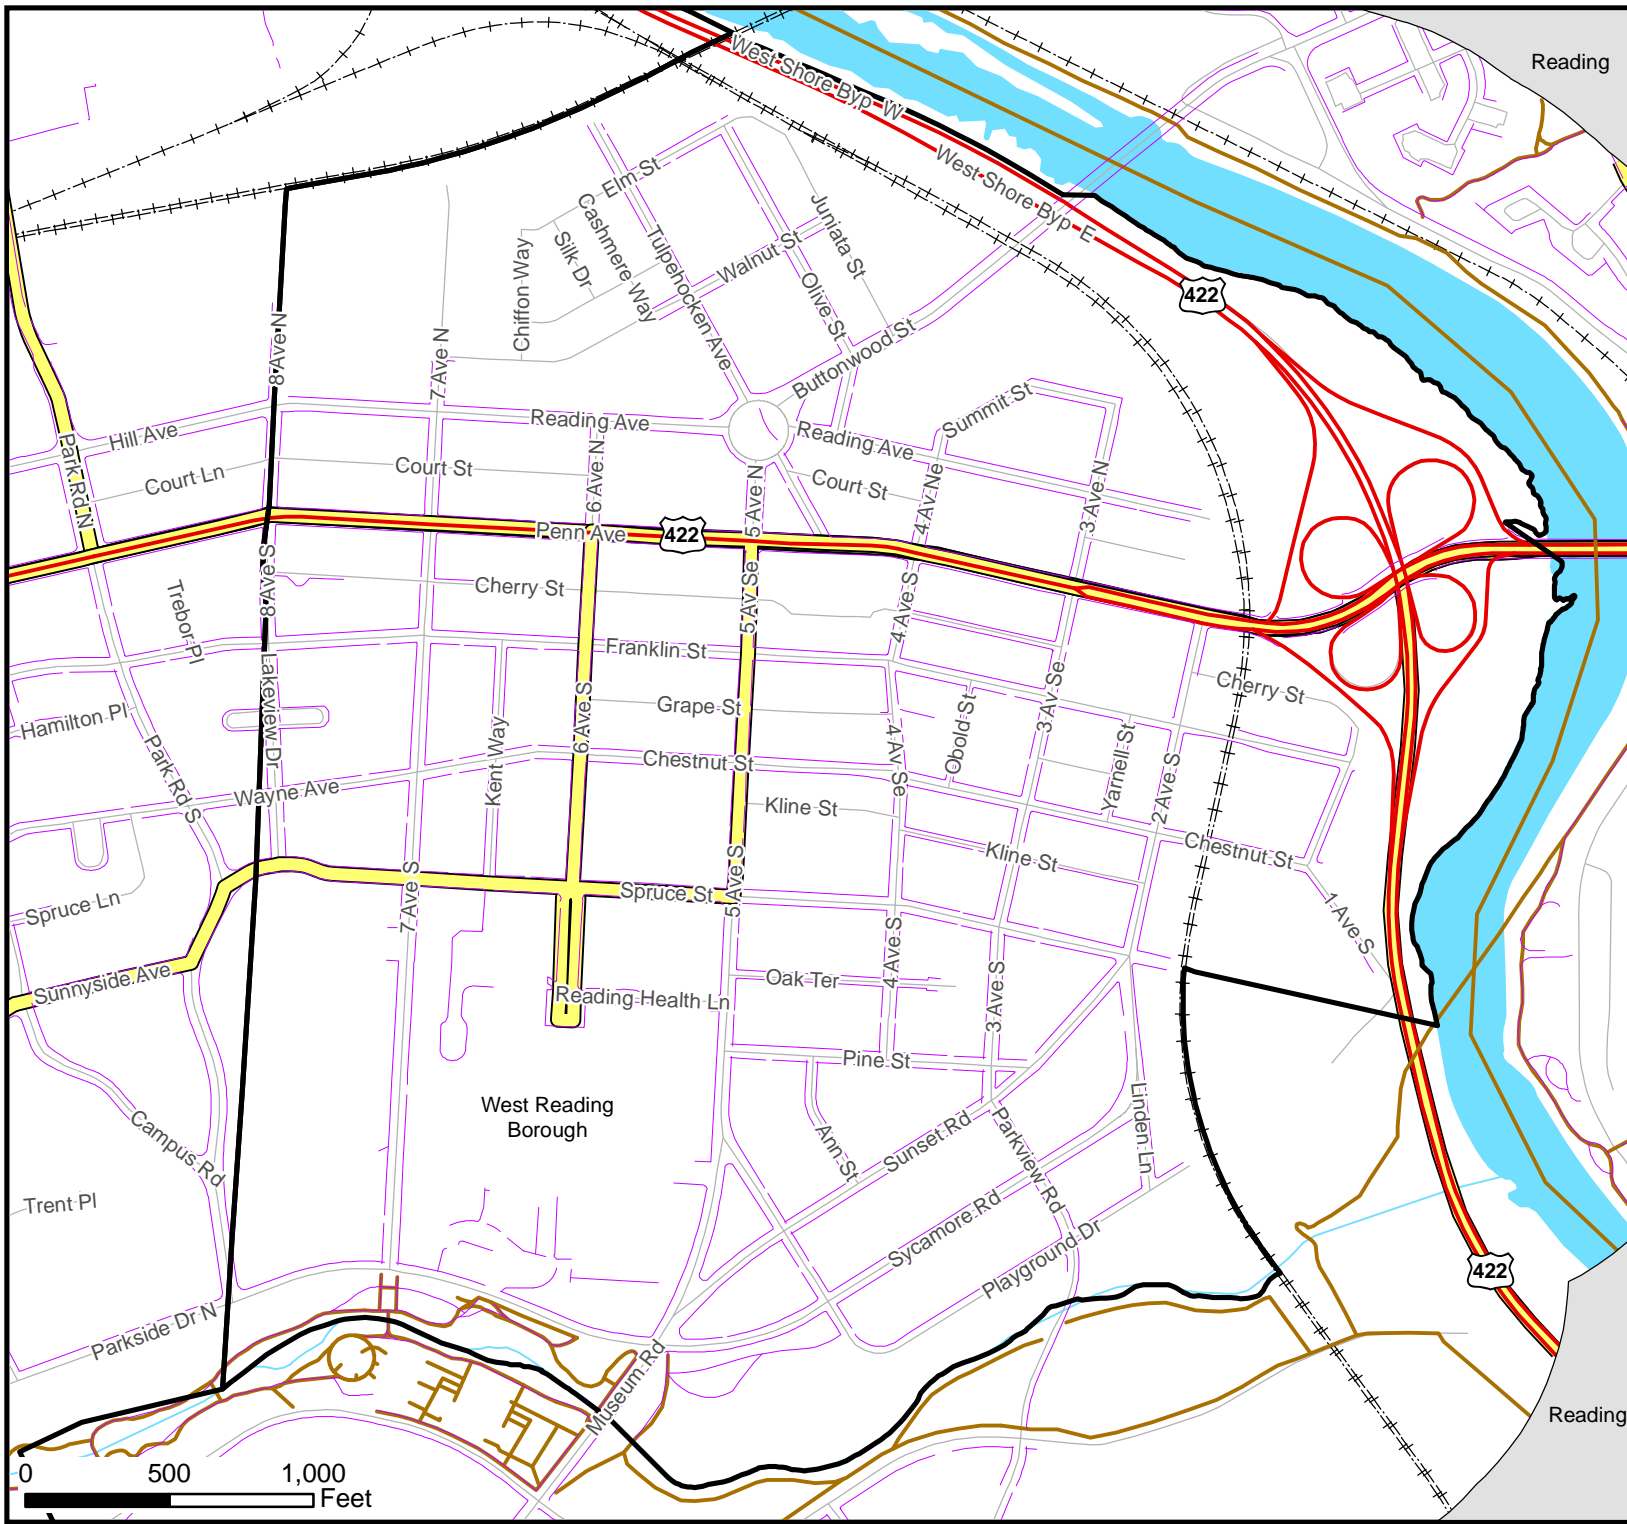 Reading
West Shore Byp W
West Shore Byp E
Elm St
Cashmere Way
Silk Dr
Chiffon Way
Tulpehocken Ave
Juniata St
Walnut St
Olive St
Buttonwood St
422
8 Ave N
7 Ave N
Hill Ave
Reading Ave
Summit St
Reading Ave
Park Rd N
Court Ln
Court St
6 Ave N
5 Ave N
Court St
4 Av Ne
3 Ave N
Penn Ave
422
8 Ave S
Trebor Pl
Cherry St
5 Av Se
4 Ave S
Franklin St
Lakeview Dr
Hamilton Pl
Park Rd S
Kent Way
6 Ave S
Grape St
Chestnut St
4 Av Se
Obold St
3 Av Se
Yarnell St
2 Ave S
Cherry St
Wayne Ave
Kline St
Kline St
Chestnut St
Spruce Ln
7 Ave S
Spruce St
5 Ave S
4 Ave S
3 Ave S
1 Ave S
Sunnyside Ave
Reading Health Ln
Oak Ter
Pine St
West Reading
Borough
Campus Rd
Trent Pl
Ann St
Sunset Rd
Parkview Rd
Linden Ln
Sycamore Rd
Playground Dr
422
Parkside Dr N
Museum Rd
Reading
0 500 1,000
Feet